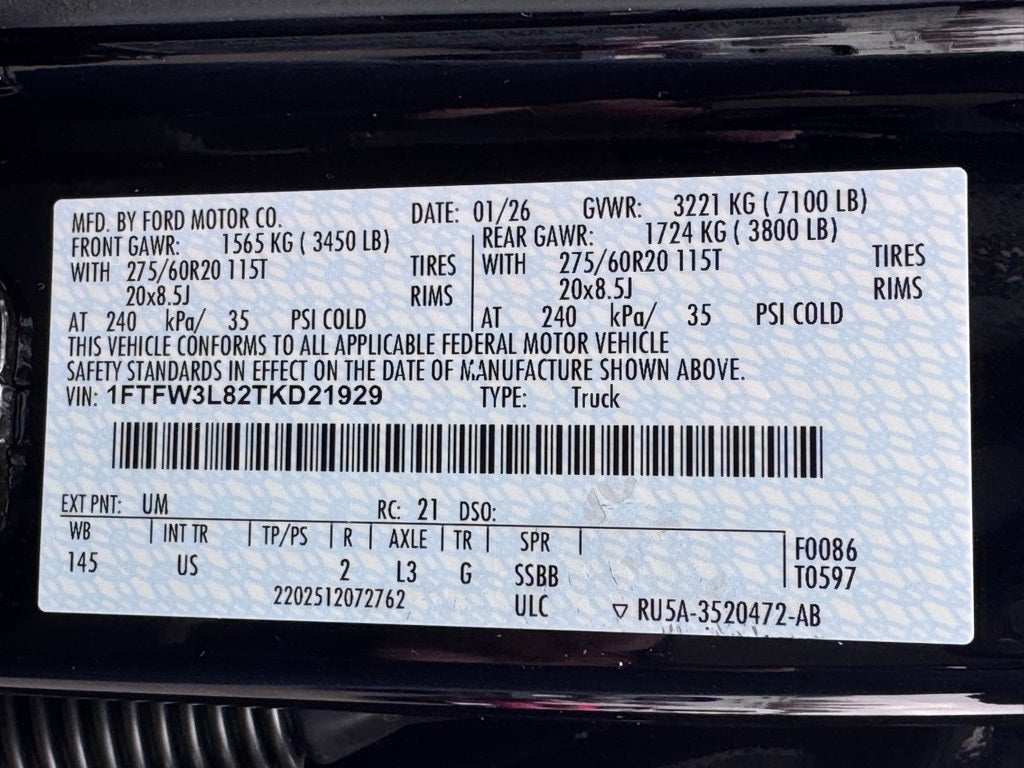 MFD. BY FORD MOTOR CO. DATE: 01/26 GVWR: 3221 KG ( 7100 LB)
FRONT GAWR: 1565 KG ( 3450 LB) REAR GAWR: 1724 KG ( 3800 LB)
WITH 275/60R20 115T TIRES WITH 275/60R20 115T TIRES
20x8.5J RIMS 20x8.5J RIMS
AT 240 kPa/ 35 PSI COLD AT 240 kPa/ 35 PSI COLD
THIS VEHICLE CONFORMS TO ALL APPLICABLE FEDERAL MOTOR VEHICLE
SAFETY STANDARDS IN EFFECT ON THE DATE OF MANUFACTURE SHOWN ABOVE.
VIN: 1FTFW3L82TKD21929 TYPE: Truck
EXT PNT: UM RC: 21 DSO:
WB INT TR TP/PS R AXLE TR SPR F0086
145 US 2 L3 G SSBB T0597
2202512072762 ULC ▽ RU5A-3520472-AB